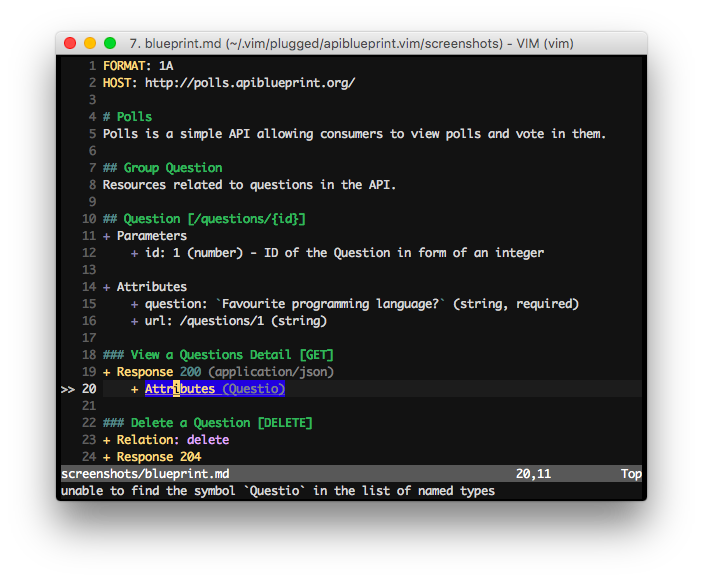 7. blueprint.md (~/.vim/plugged/apiblueprint.vim/screenshots) - VIM (vim)
1 FORMAT: 1A
2 HOST: http://polls.apiblueprint.org/
3
4 # Polls
5 Polls is a simple API allowing consumers to view polls and vote in them.
6
7 ## Group Question
8 Resources related to questions in the API.
9
10 ## Question [/questions/{id}]
11 + Parameters
12     + id: 1 (number) - ID of the Question in form of an integer
13
14 + Attributes
15     + question: `Favourite programming language?` (string, required)
16     + url: /questions/1 (string)
17
18 ### View a Questions Detail [GET]
19 + Response 200 (application/json)
>> 20     + Attributes (Questio)
21
22 ### Delete a Question [DELETE]
23 + Relation: delete
24 + Response 204
screenshots/blueprint.md 20,11 Top
unable to find the symbol `Questio` in the list of named types